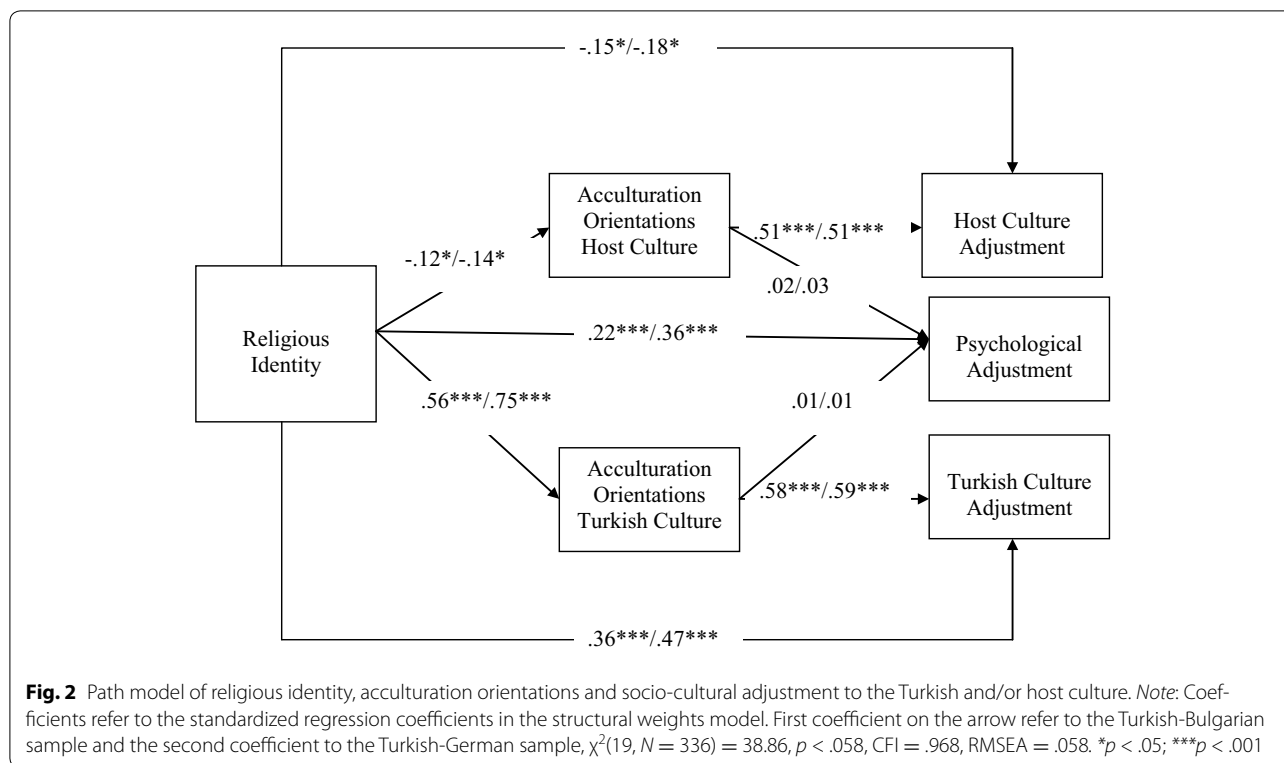 -.15*/-.18*
Acculturation
Orientations
Host Culture
.51***/.51***
Host Culture
Adjustment
-.12*/-.14*
.02/.03
Religious
Identity
.22***/.36***
Psychological
Adjustment
.56***/.75***
.01/.01
Acculturation
Orientations
Turkish Culture
.58***/.59***
Turkish Culture
Adjustment
.36***/.47***
Fig. 2 Path model of religious identity, acculturation orientations and socio-cultural adjustment to the Turkish and/or host culture. Note: Coef-
ficients refer to the standardized regression coefficients in the structural weights model. First coefficient on the arrow refer to the Turkish-Bulgarian
sample and the second coefficient to the Turkish-German sample, χ²(19, N = 336) = 38.86, p < .058, CFI = .968, RMSEA = .058. *p < .05; ***p < .001